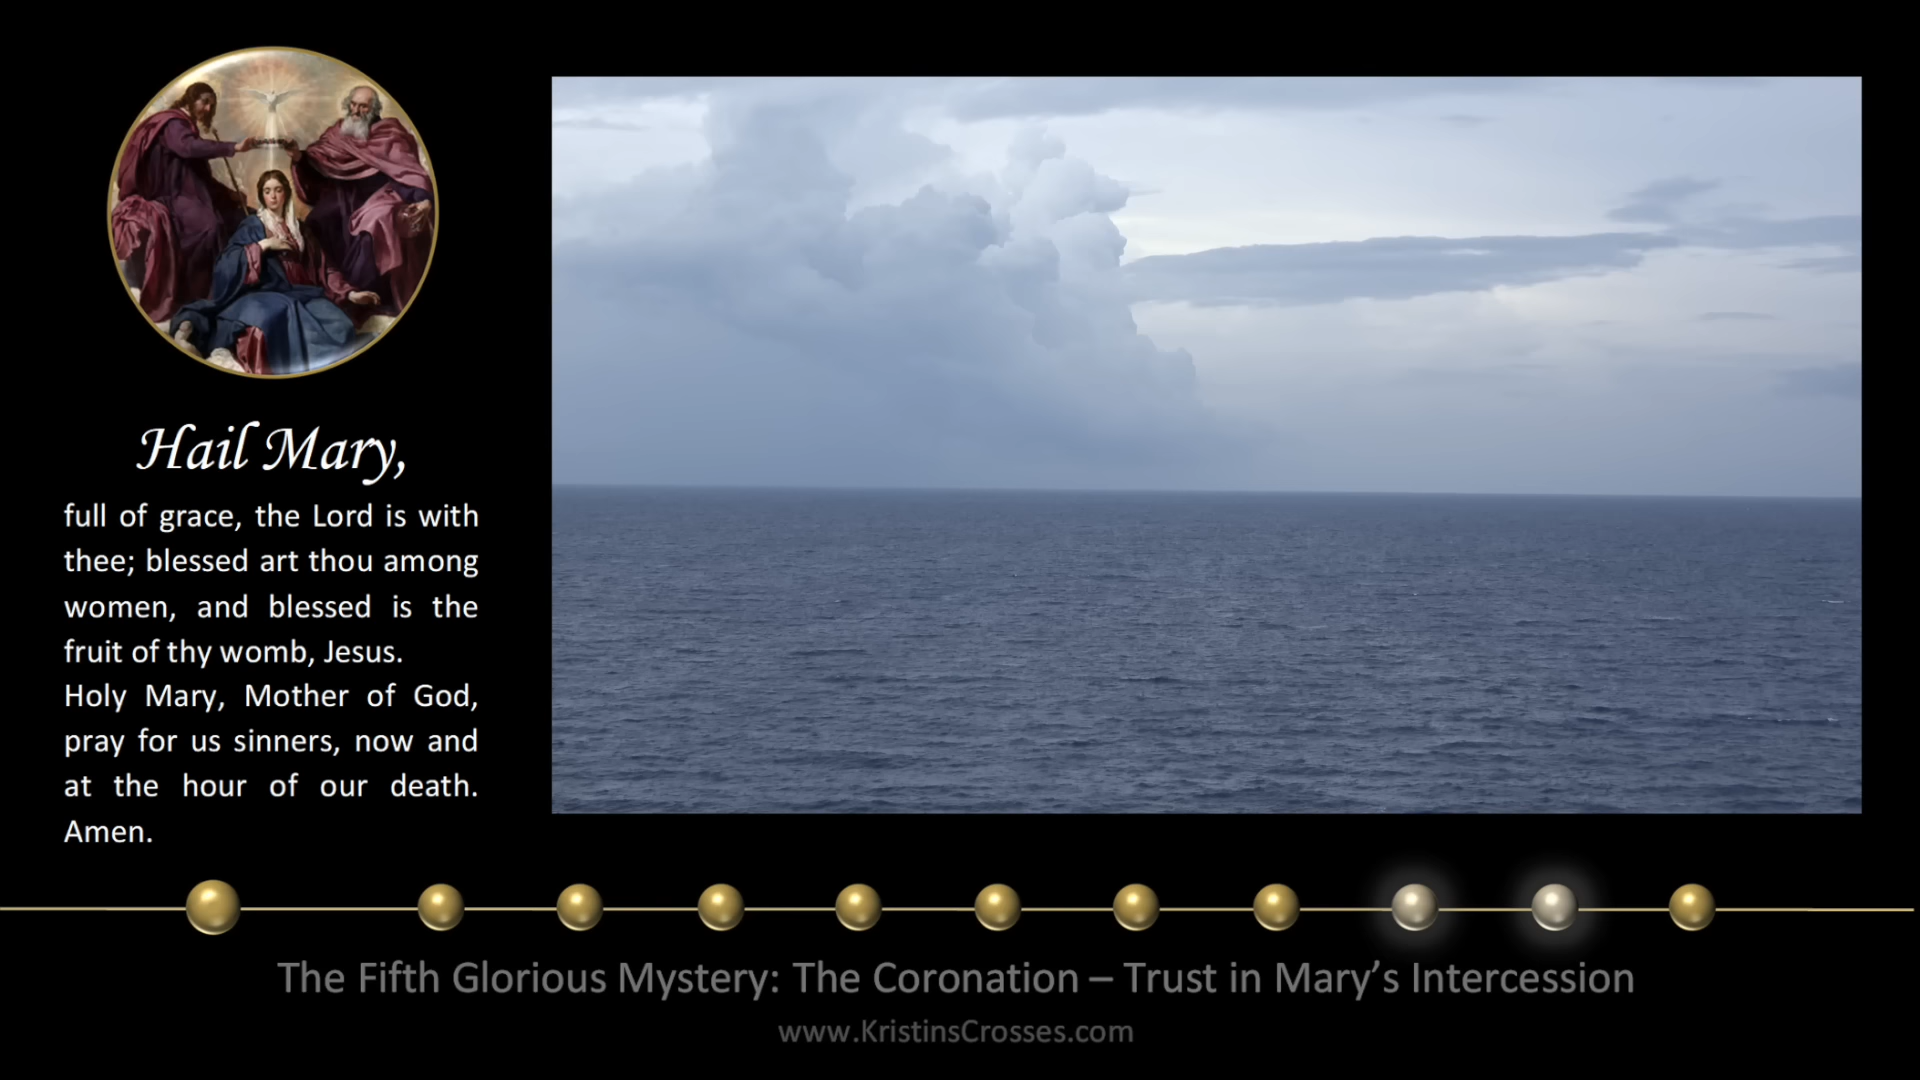 Hail Mary,
full of grace, the Lord is with
thee; blessed art thou among
women, and blessed is the
fruit of thy womb, Jesus.
Holy Mary, Mother of God,
pray for us sinners, now and
at the hour of our death.
Amen.
The Fifth Glorious Mystery: The Coronation – Trust in Mary’s Intercession
www.KristinsCrosses.com